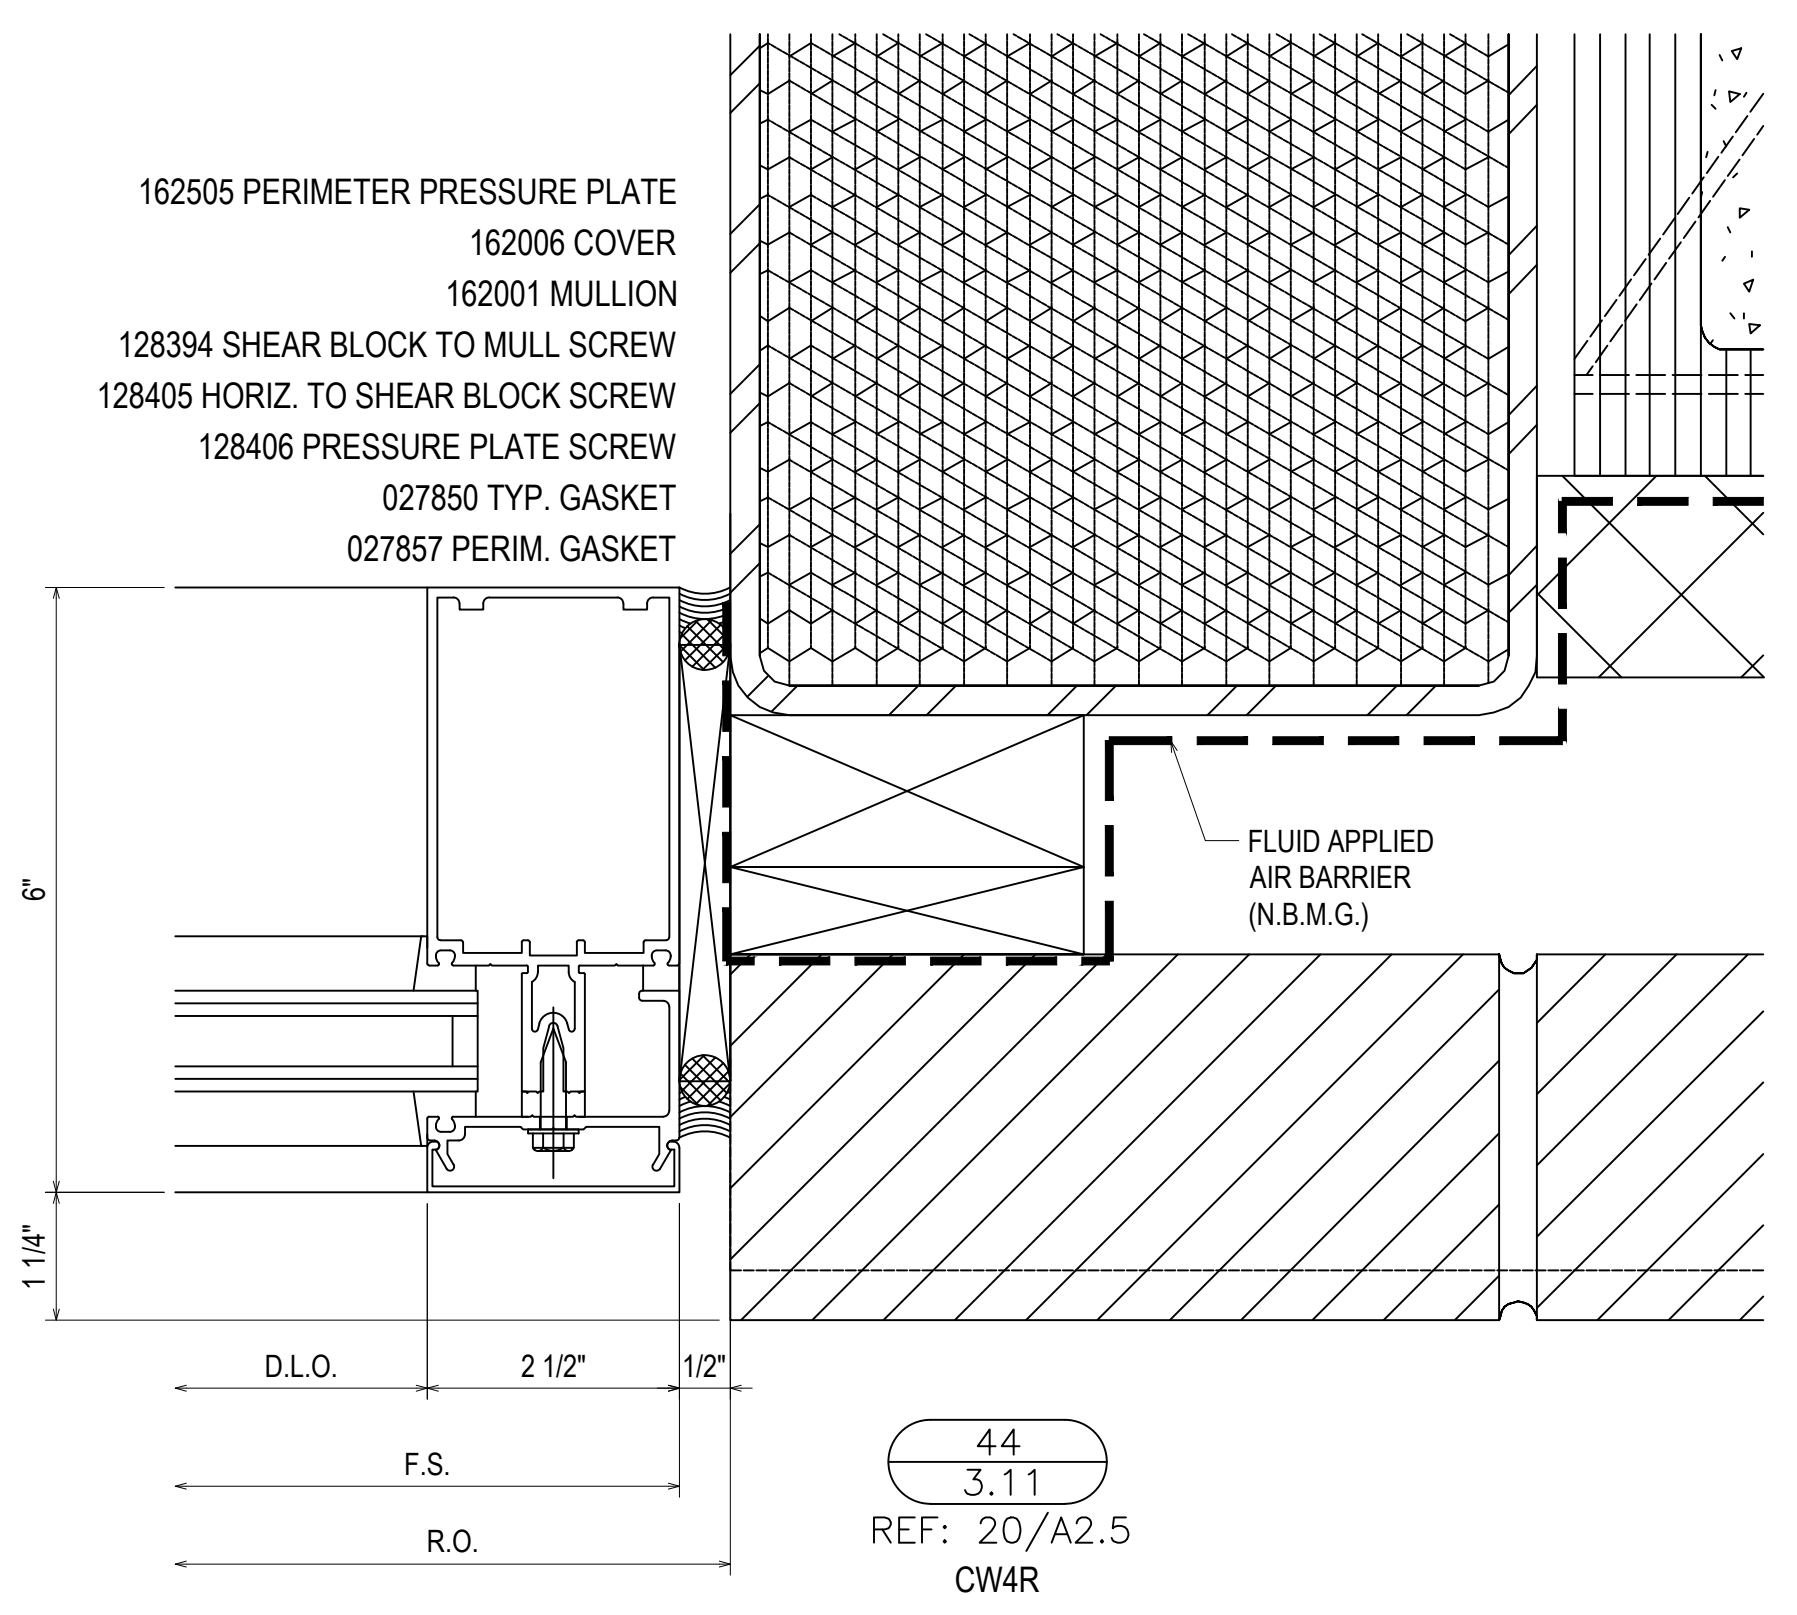 162505 PERIMETER PRESSURE PLATE
162006 COVER
162001 MULLION
128394 SHEAR BLOCK TO MULL SCREW
128405 HORIZ. TO SHEAR BLOCK SCREW
128406 PRESSURE PLATE SCREW
027850 TYP. GASKET
027857 PERIM. GASKET
6"
FLUID APPLIED
AIR BARRIER
(N.B.M.G.)
1 1/4"
D.L.O.
2 1/2"
1/2"
F.S.
R.O.
44
3.11
REF: 20/A2.5
CW4R